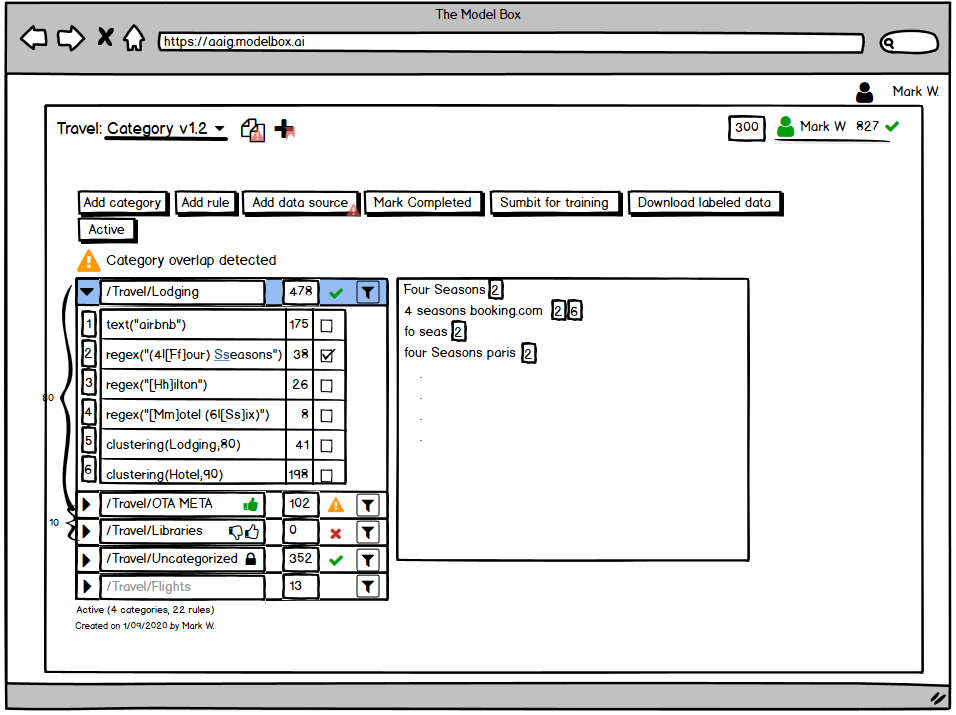 The Model Box
https://aaig.modelbox.ai
Mark W.
Travel: Category v1.2
300 Mark W 827
Add category Add rule Add data source Mark Completed Sumbit for training Download labeled data
Active
Category overlap detected
/Travel/Lodging 478
1 text("airbnb") 175
2 regex("(4|[Ff]our) Sseasons") 38
3 regex("[Hh]ilton") 26
4 regex("[Mm]otel (6|[Ss]ix)") 8
5 clustering(Lodging,80) 41
6 clustering(Hotel,90) 198
80
/Travel/OTA META 102
10
/Travel/Libraries 0
/Travel/Uncategorized 352
/Travel/Flights 13
Four Seasons 2
4 seasons booking.com 2 6
fo seas 2
four Seasons paris 2
.
.
.
.
Active (4 categories, 22 rules)
Created on 1/09/2020 by Mark W.